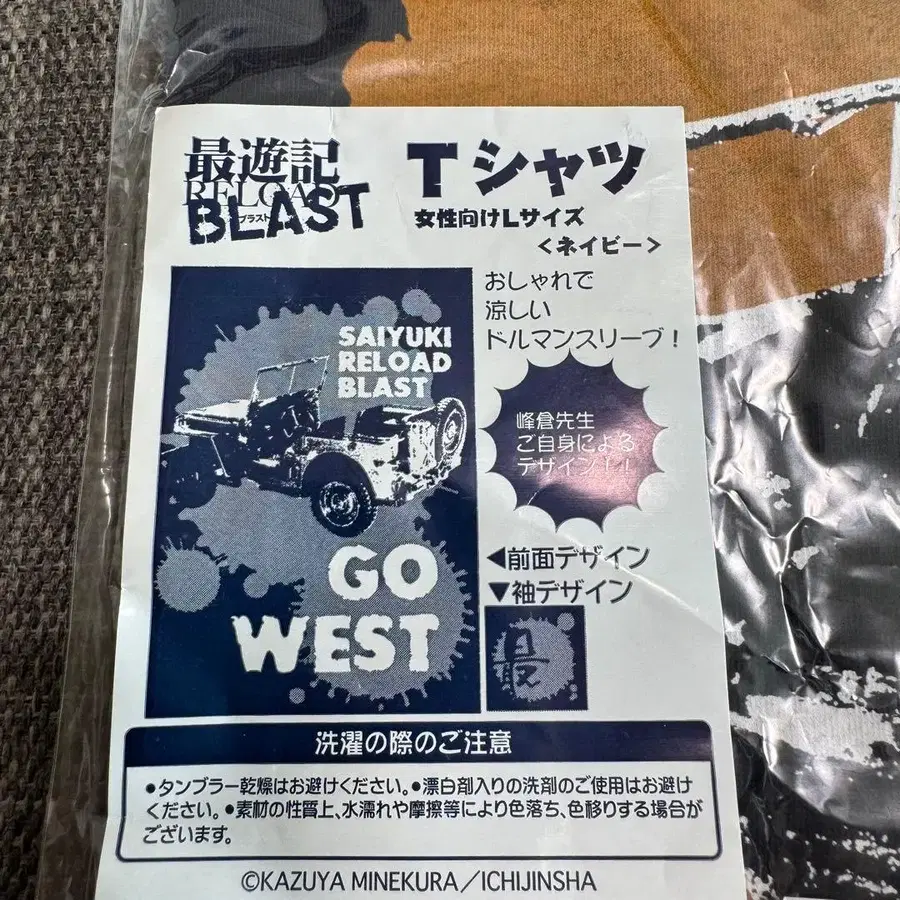 最遊記
RELOAD
BLAST
ブラスト
Tシャツ
女性向けLサイズ
<ネイビー>
おしゃれで
涼しい
ドルマンスリーブ!
SAIYUKI
RELOAD
BLAST
GO
WEST
峰倉先生
ご自身による
デザイン!!
◀前面デザイン
▼袖デザイン
最
洗濯の際のご注意
●タンブラー乾燥はお避けください。●漂白剤入りの洗剤のご使用はお避け
ください。●素材の性質上、水濡れや摩擦等により色落ち、色移りする場合が
ございます。
©KAZUYA MINEKURA/ICHIJINSHA